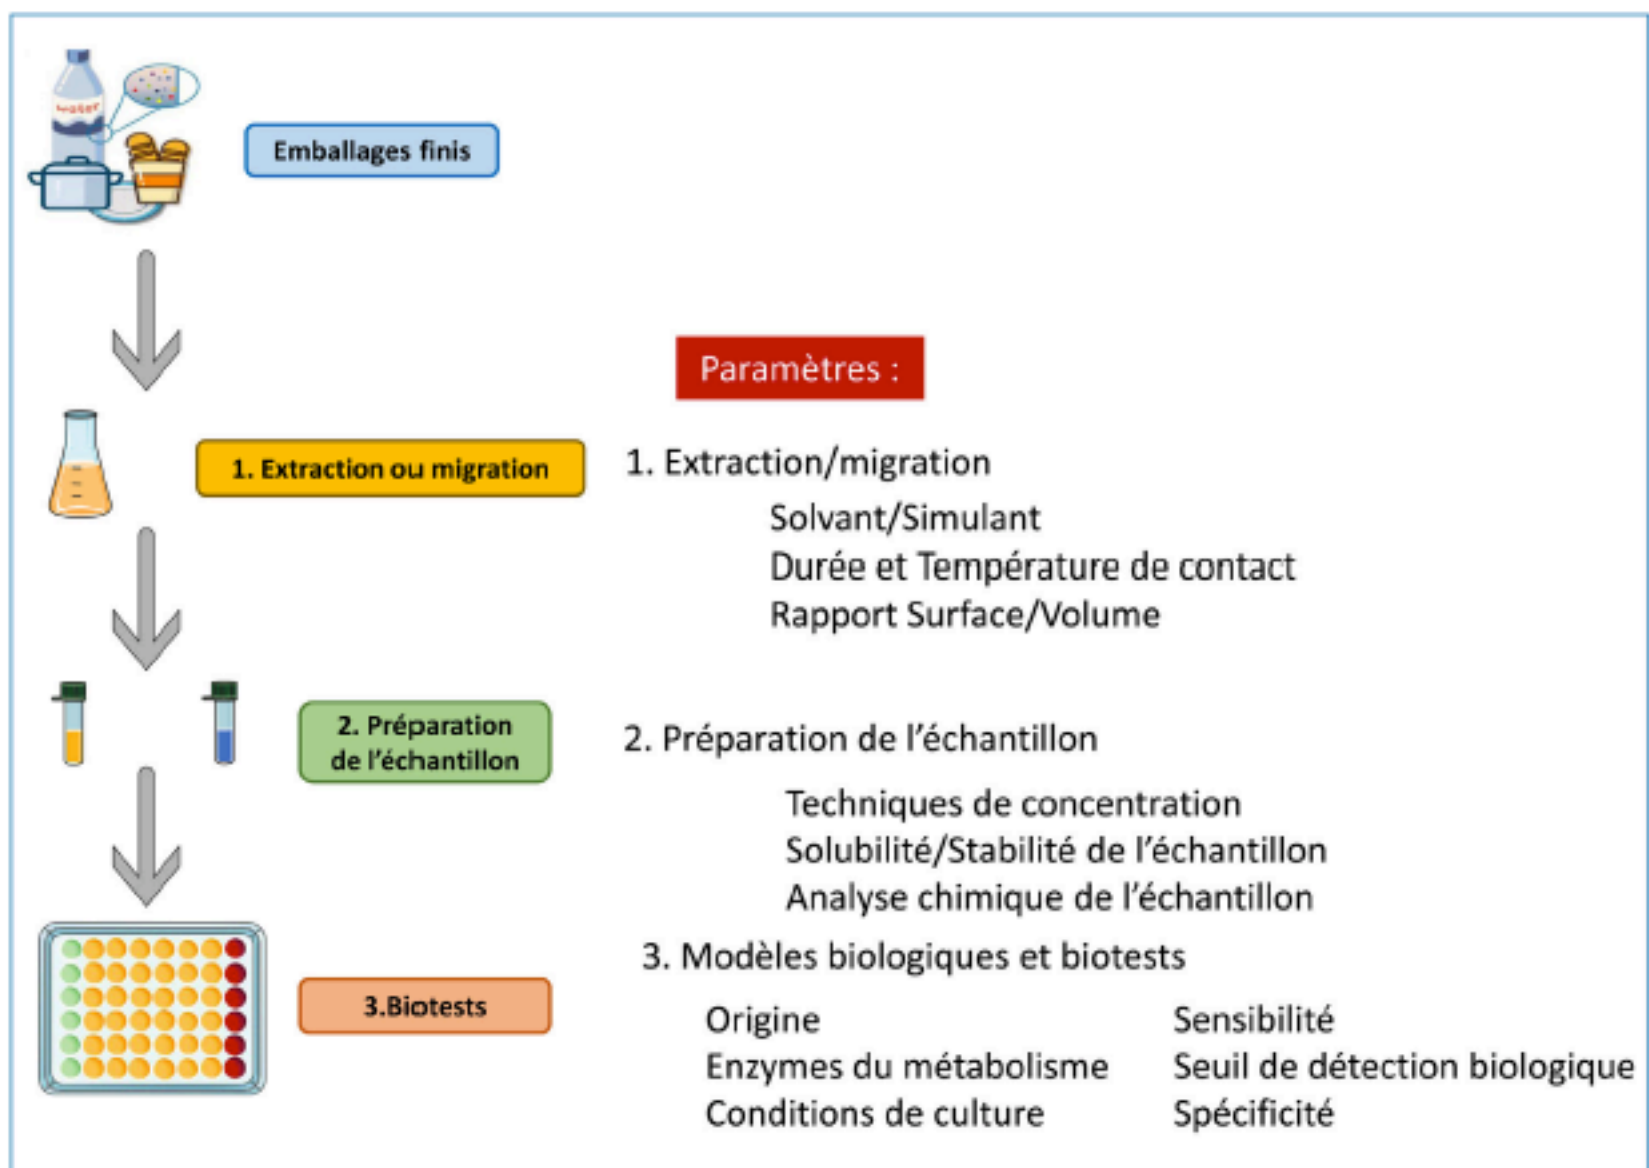 water
Emballages finis
Paramètres :
1. Extraction ou migration
1. Extraction/migration
Solvant/Simulant
Durée et Température de contact
Rapport Surface/Volume
2. Préparation
de l'échantillon
2. Préparation de l'échantillon
Techniques de concentration
Solubilité/Stabilité de l'échantillon
Analyse chimique de l'échantillon
3.Biotests
3. Modèles biologiques et biotests
Origine
Enzymes du métabolisme
Conditions de culture
Sensibilité
Seuil de détection biologique
Spécificité